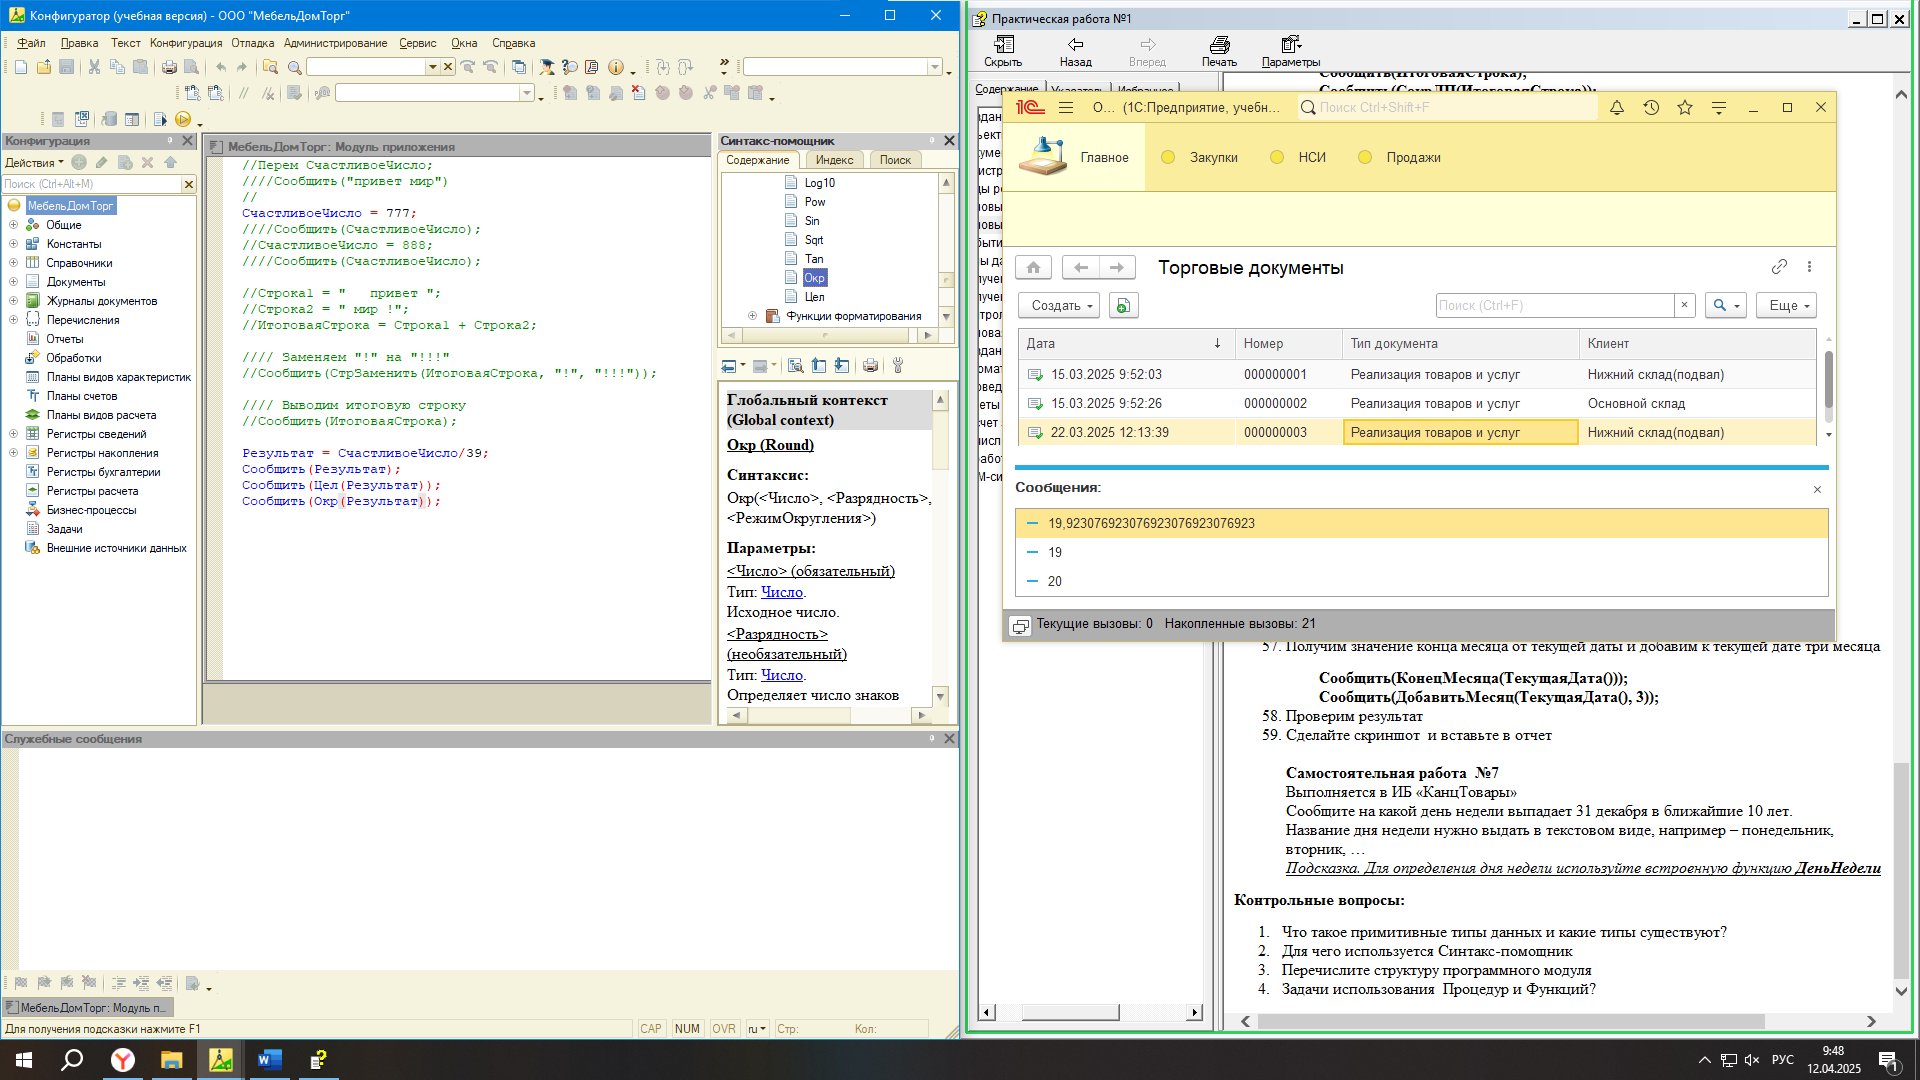 Конфигуратор (учебная версия) - ООО "МебельДомТорг"
Файл Правка Текст Конфигурация Отладка Администрирование Сервис Окна Справка
Конфигурация
Действия
Поиск (Ctrl+Alt+M)
МебельДомТорг
Общие
Константы
Справочники
Документы
Журналы документов
Перечисления
Отчеты
Обработки
Планы видов характеристик
Планы счетов
Планы видов расчета
Регистры сведений
Регистры накопления
Регистры бухгалтерии
Регистры расчета
Бизнес-процессы
Задачи
Внешние источники данных
МебельДомТорг: Модуль приложения
//Перем СчастливоеЧисло;
////Сообщить("привет мир")
//
СчастливоеЧисло = 777;
////Сообщить(СчастливоеЧисло);
//СчастливоеЧисло = 888;
////Сообщить(СчастливоеЧисло);
//Строка1 = "   привет ";
//Строка2 = " мир !";
//ИтоговаяСтрока = Строка1 + Строка2;
//// Заменяем "!" на "!!!"
//Сообщить(СтрЗаменить(ИтоговаяСтрока, "!", "!!!"));
//// Выводим итоговую строку
//Сообщить(ИтоговаяСтрока);
Результат = СчастливоеЧисло/39;
Сообщить(Результат);
Сообщить(Цел(Результат));
Сообщить(Окр(Результат));
Синтакс-помощник
Содержание Индекс Поиск
Log10
Pow
Sin
Sqrt
Tan
Окр
Цел
Функции форматирования
Глобальный контекст
(Global context)
Окр (Round)
Синтаксис:
Окр(<Число>, <Разрядность>,
<РежимОкругления>)
Параметры:
<Число> (обязательный)
Тип: Число.
Исходное число.
<Разрядность>
(необязательный)
Тип: Число.
Определяет число знаков
Служебные сообщения
МебельДомТорг: Модуль п...
Для получения подсказки нажмите F1
CAP NUM OVR ru Стр: Кол:
Практическая работа №1
Скрыть Назад Вперед Печать Параметры
Содержание Указатель Избранное
Сообщить(ИтоговаяСтрока);
О... (1С:Предприятие, учебн...
Поиск Ctrl+Shift+F
Главное Закупки НСИ Продажи
Торговые документы
Создать
Поиск (Ctrl+F)
Еще
Дата Номер Тип документа Клиент
15.03.2025 9:52:03 000000001 Реализация товаров и услуг Нижний склад(подвал)
15.03.2025 9:52:26 000000002 Реализация товаров и услуг Основной склад
22.03.2025 12:13:39 000000003 Реализация товаров и услуг Нижний склад(подвал)
Сообщения:
19,923076923076923076923076923
19
20
Текущие вызовы: 0 Накопленные вызовы: 21
57. Получим значение конца месяца от текущей даты и добавим к текущей дате три месяца
Сообщить(КонецМесяца(ТекущаяДата()));
Сообщить(ДобавитьМесяц(ТекущаяДата(), 3));
58. Проверим результат
59. Сделайте скриншот и вставьте в отчет
Самостоятельная работа №7
Выполняется в ИБ «КанцТовары»
Сообщите на какой день недели выпадает 31 декабря в ближайшие 10 лет.
Название дня недели нужно выдать в текстовом виде, например – понедельник,
вторник, …
Подсказка. Для определения дня недели используйте встроенную функцию ДеньНедели
Контрольные вопросы:
1. Что такое примитивные типы данных и какие типы существуют?
2. Для чего используется Синтакс-помощник
3. Перечислите структуру программного модуля
4. Задачи использования Процедур и Функций?
РУС
9:48
12.04.2025
1